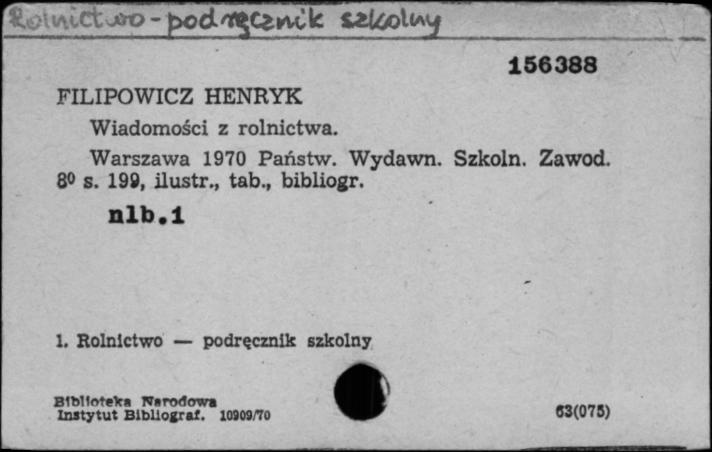 Rolnictwo - podręcznik szkolny
156388
FILIPOWICZ HENRYK
Wiadomości z rolnictwa.
Warszawa 1970 Państw. Wydawn. Szkoln. Zawod.
8⁰ s. 199, ilustr., tab., bibliogr.
nlb.1
1. Rolnictwo — podręcznik szkolny
Biblioteka Narodowa
Instytut Bibliograf. 10909/70
63(075)